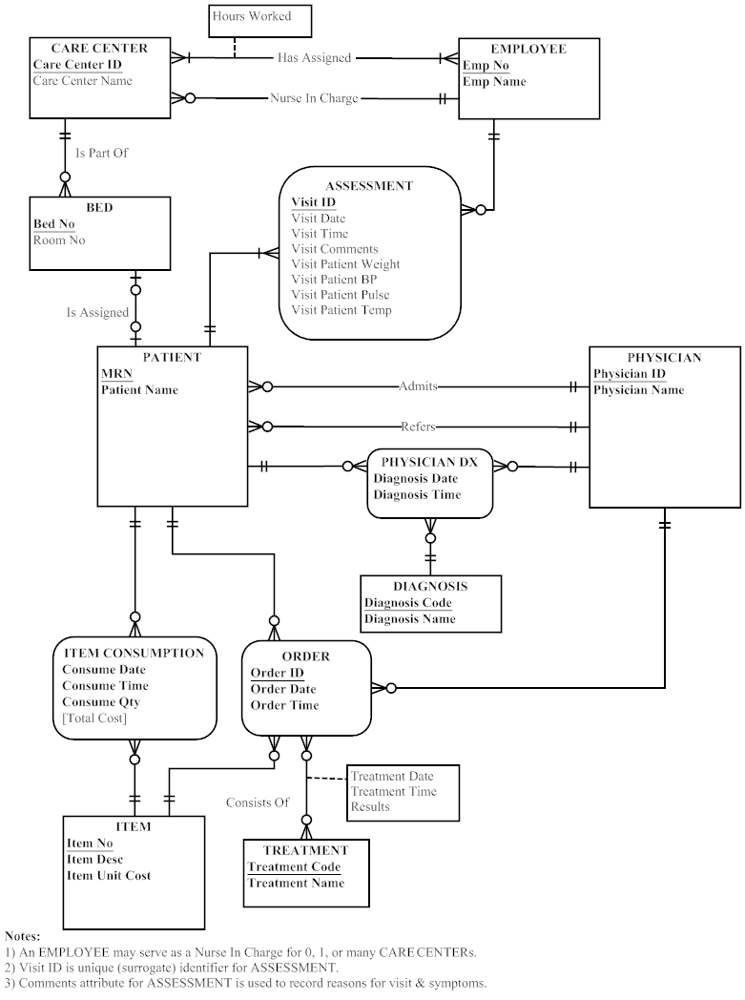 Hours Worked
CARE CENTER
Care Center ID
Care Center Name
Has Assigned
EMPLOYEE
Emp No
Emp Name
Nurse In Charge
Is Part Of
BED
Bed No
Room No
ASSESSMENT
Visit ID
Visit Date
Visit Time
Visit Comments
Visit Patient Weight
Visit Patient BP
Visit Patient Pulse
Visit Patient Temp
Is Assigned
PATIENT
MRN
Patient Name
PHYSICIAN
Physician ID
Physician Name
Admits
Refers
PHYSICIAN DX
Diagnosis Date
Diagnosis Time
DIAGNOSIS
Diagnosis Code
Diagnosis Name
ITEM CONSUMPTION
Consume Date
Consume Time
Consume Qty
[Total Cost]
ORDER
Order ID
Order Date
Order Time
Treatment Date
Treatment Time
Results
Consists Of
ITEM
Item No
Item Desc
Item Unit Cost
TREATMENT
Treatment Code
Treatment Name
Notes:
1) An EMPLOYEE may serve as a Nurse In Charge for 0, 1, or many CARE CENTERs.
2) Visit ID is unique (surrogate) identifier for ASSESSMENT.
3) Comments attribute for ASSESSMENT is used to record reasons for visit & symptoms.